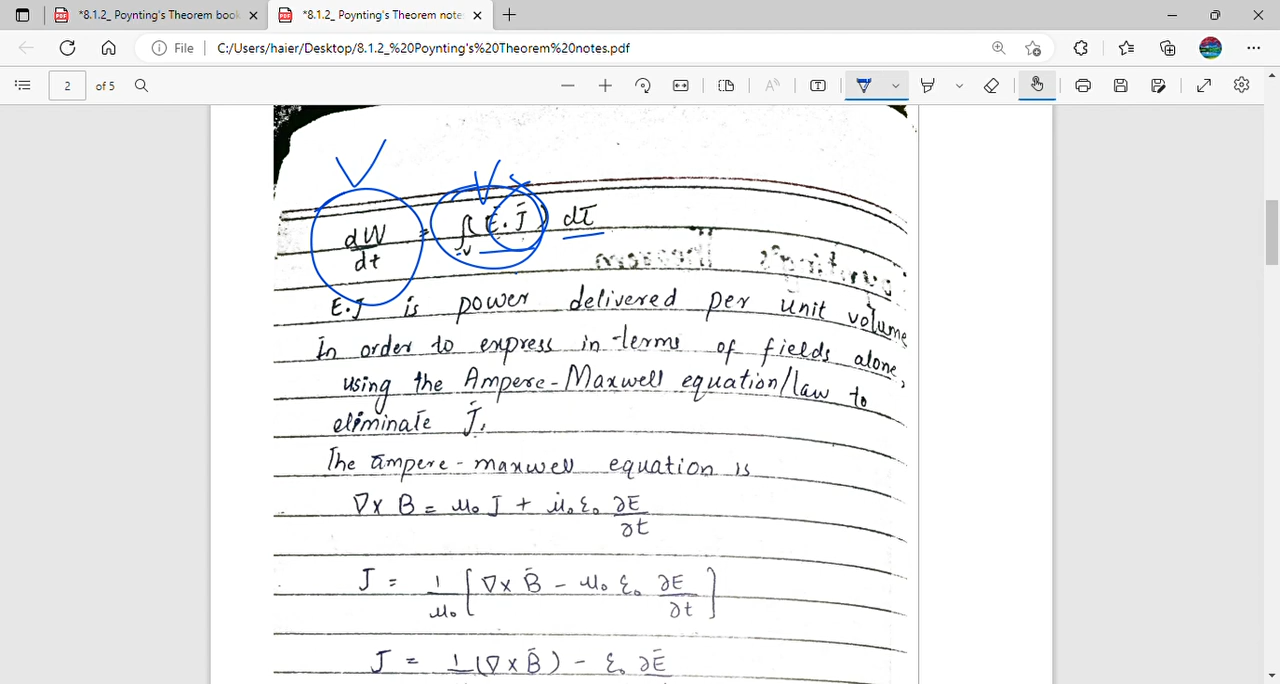 *8.1.2_ Poynting's Theorem book
*8.1.2_ Poynting's Theorem note
File
C:/Users/haier/Desktop/8.1.2_%20Poynting's%20Theorem%20notes.pdf
2 of 5
dW/dt = ∫v (E.J) dτ
E.J is power delivered per unit volume
In order to express in-terms of fields alone,
using the Ampere-Maxwell equation/law to
eliminate J̄,
The ampere-maxwell equation is
∇x B = μ₀ J + μ₀ ε₀ ∂E/∂t
J = 1/μ₀ [∇x B̄ - μ₀ ε₀ ∂E/∂t]
J = 1 (∇ x B̄) - ε₀ ∂Ē